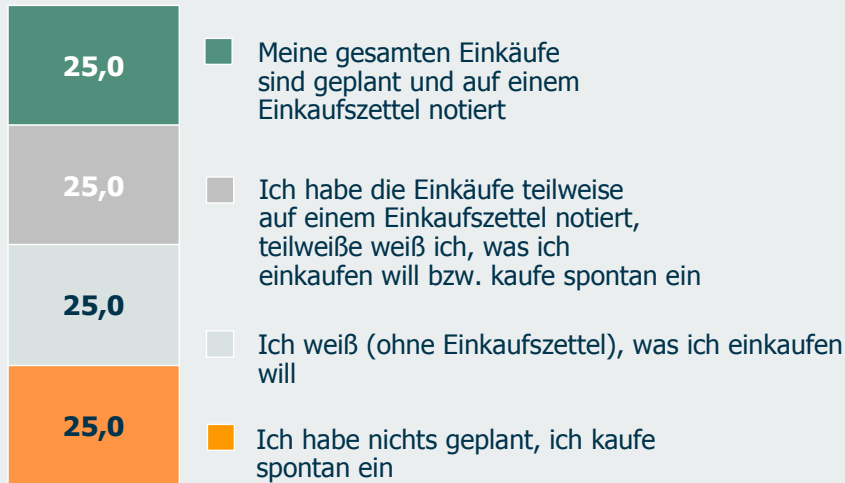 25,0
Meine gesamten Einkäufe
sind geplant und auf einem
Einkaufszettel notiert
25,0
Ich habe die Einkäufe teilweise
auf einem Einkaufszettel notiert,
teilweiße weiß ich, was ich
einkaufen will bzw. kaufe spontan ein
25,0
Ich weiß (ohne Einkaufszettel), was ich einkaufen
will
25,0
Ich habe nichts geplant, ich kaufe
spontan ein